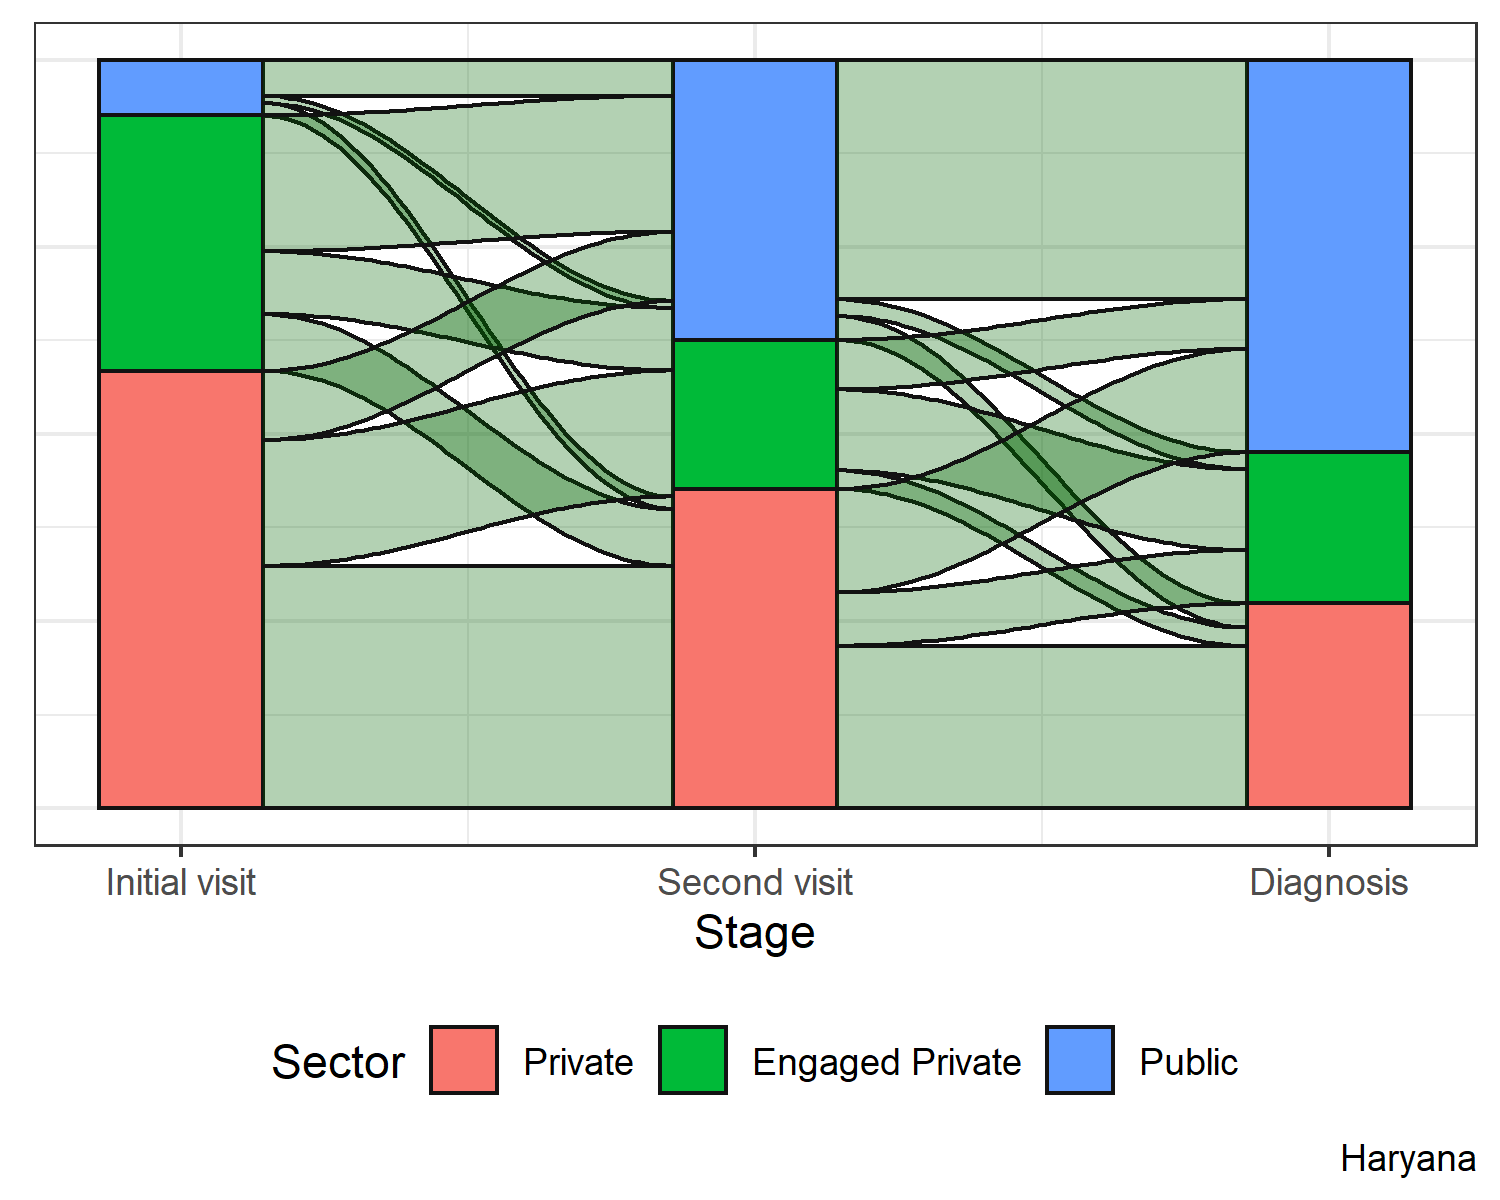 Initial visit Second visit Diagnosis
Stage
Sector Private Engaged Private Public
Haryana